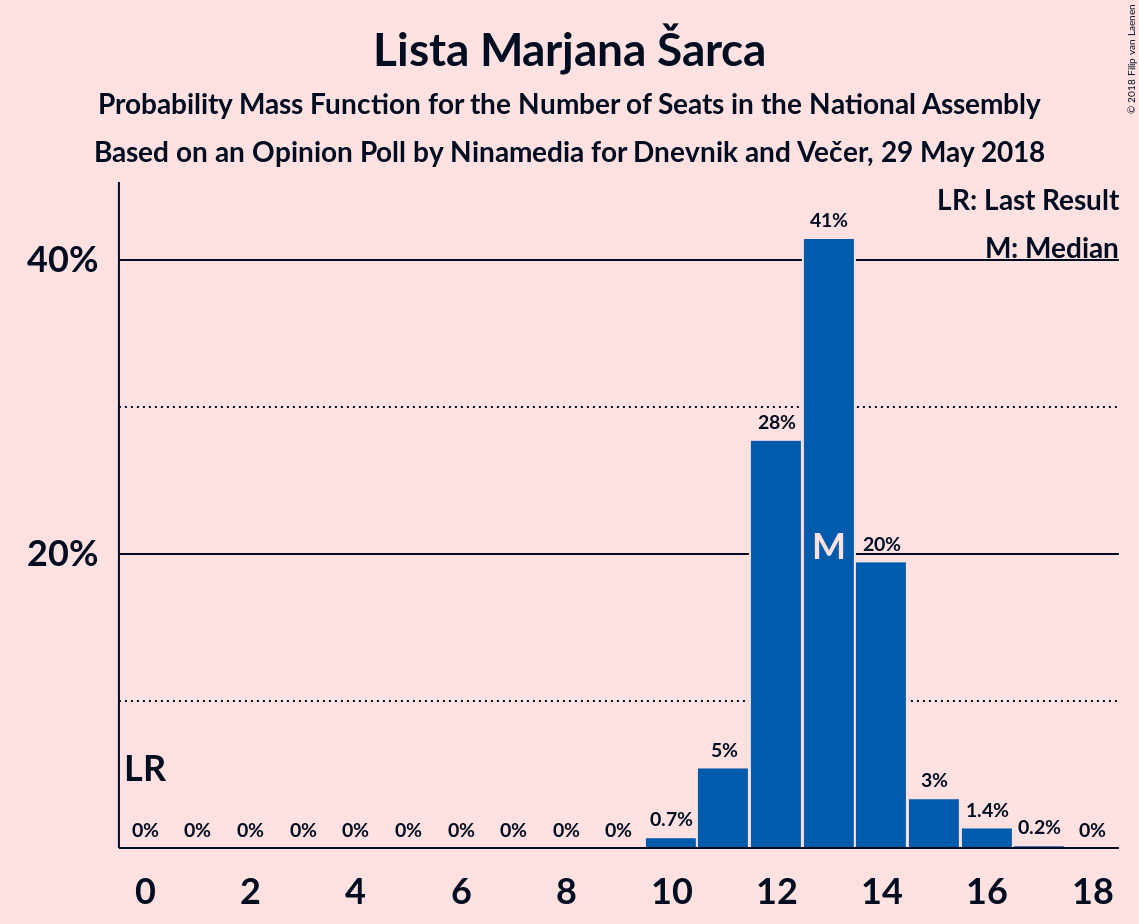 Lista Marjana Šarca
Probability Mass Function for the Number of Seats in the National Assembly
Based on an Opinion Poll by Ninamedia for Dnevnik and Večer, 29 May 2018
© 2018 Filip van Laenen
LR: Last Result
M: Median
40%
20%
41%
28%
M
20%
LR
5%
3%
0% 0% 0% 0% 0% 0% 0% 0% 0% 0% 0.7% 1.4% 0.2% 0%
0 2 4 6 8 10 12 14 16 18